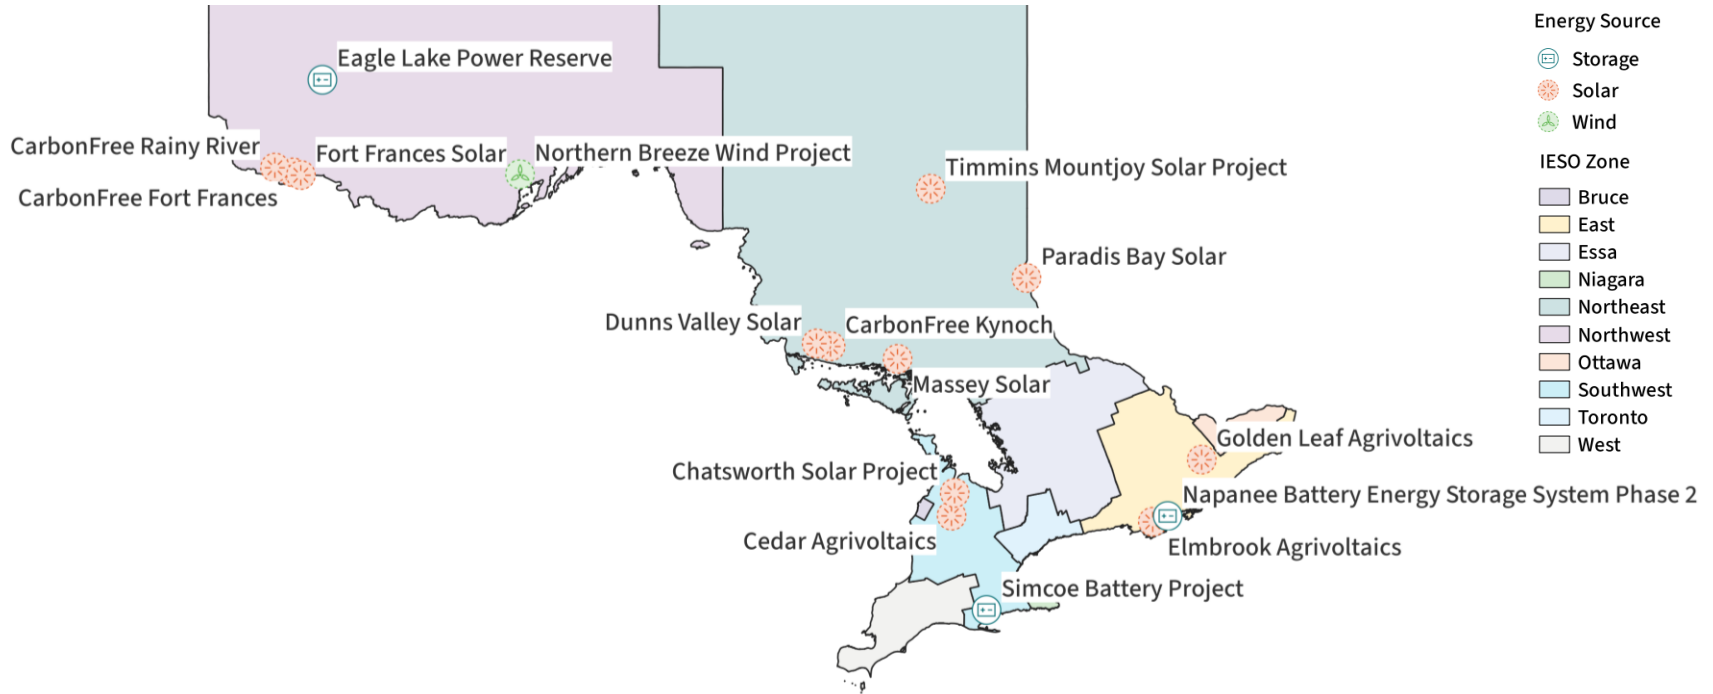 Energy Source
Storage
Solar
Wind
IESO Zone
Bruce
East
Essa
Niagara
Northeast
Northwest
Ottawa
Southwest
Toronto
West
Eagle Lake Power Reserve
CarbonFree Rainy River
Fort Frances Solar
Northern Breeze Wind Project
CarbonFree Fort Frances
Timmins Mountjoy Solar Project
Paradis Bay Solar
Dunns Valley Solar
CarbonFree Kynoch
Massey Solar
Golden Leaf Agrivoltaics
Chatsworth Solar Project
Napanee Battery Energy Storage System Phase 2
Cedar Agrivoltaics
Elmbrook Agrivoltaics
Simcoe Battery Project